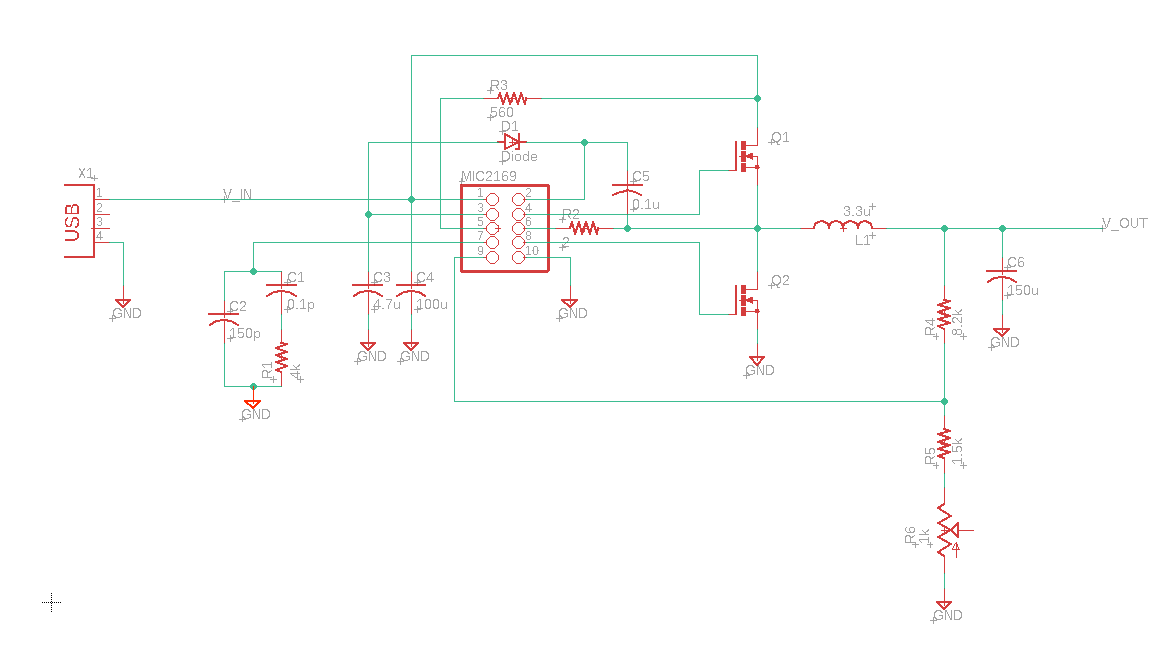 R3
560
D1
Diode
Q1
X1
USB
1
2
3
4
V_IN
MIC2169
1 2
3 4
5 6
7 8
9 10
C5
0.1u
R2
2
3.3u
L1
V_OUT
C1
0.1p
C2
150p
R1
4k
GND
GND
C3
4.7u
GND
C4
100u
GND
GND
Q2
GND
C6
150u
GND
R4
8.2k
R5
1.5k
R6
1k
GND